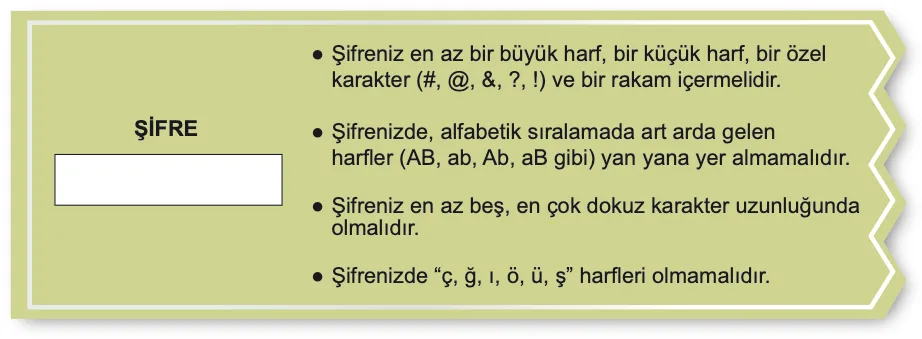 ŞİFRE
● Şifreniz en az bir büyük harf, bir küçük harf, bir özel
karakter (#, @, &, ?, !) ve bir rakam içermelidir.
● Şifrenizde, alfabetik sıralamada art arda gelen
harfler (AB, ab, Ab, aB gibi) yan yana yer almamalıdır.
● Şifreniz en az beş, en çok dokuz karakter uzunluğunda
olmalıdır.
● Şifrenizde “ç, ğ, ı, ö, ü, ş” harfleri olmamalıdır.